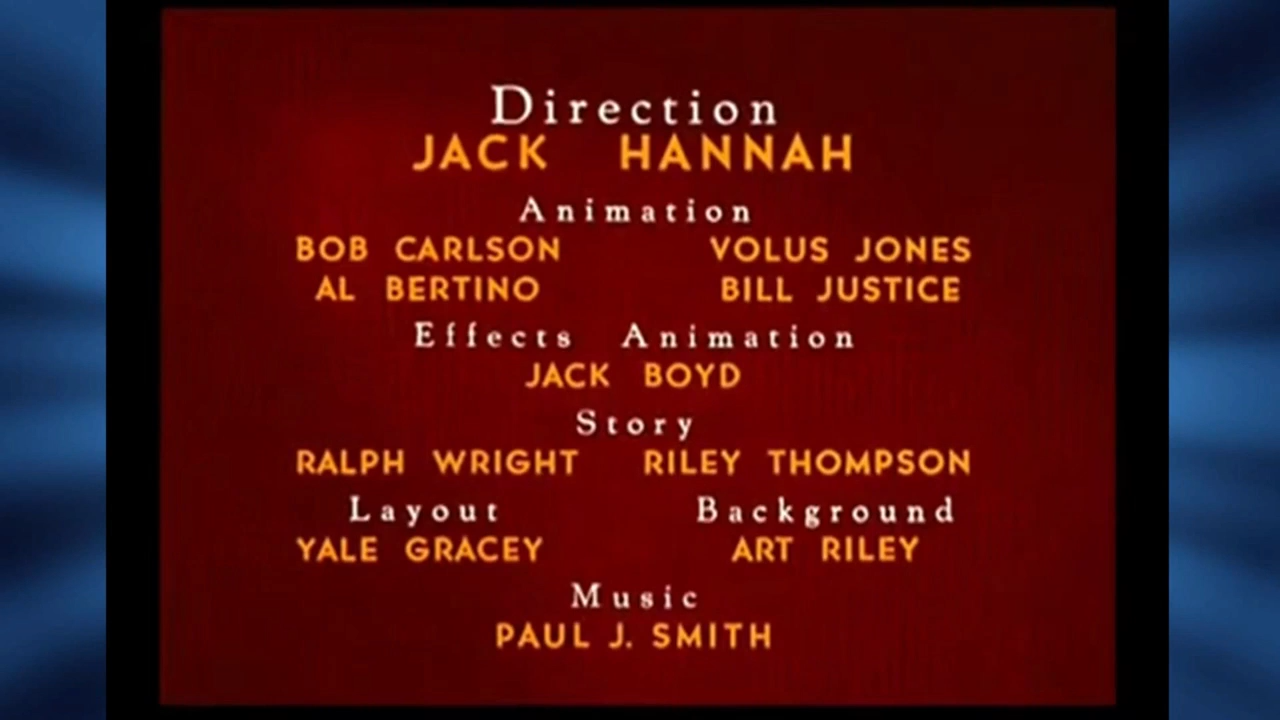 Direction
JACK HANNAH
Animation
BOB CARLSON VOLUS JONES
AL BERTINO BILL JUSTICE
Effects Animation
JACK BOYD
Story
RALPH WRIGHT RILEY THOMPSON
Layout Background
YALE GRACEY ART RILEY
Music
PAUL J. SMITH